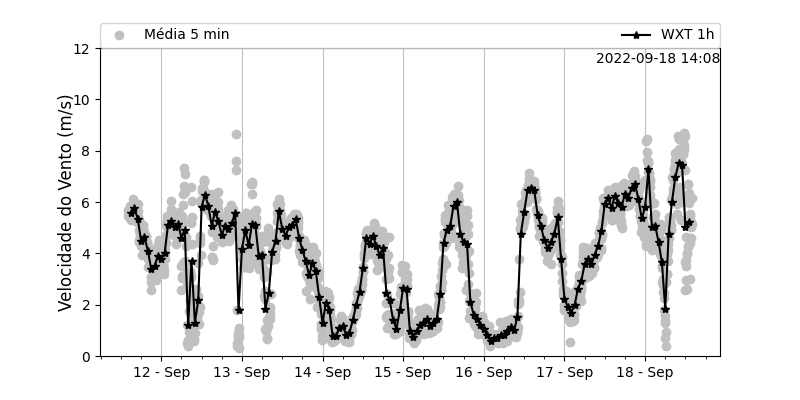 Média 5 min
WXT 1h
2022-09-18 14:08
Velocidade do Vento (m/s)
12
10
8
6
4
2
0
12 - Sep
13 - Sep
14 - Sep
15 - Sep
16 - Sep
17 - Sep
18 - Sep